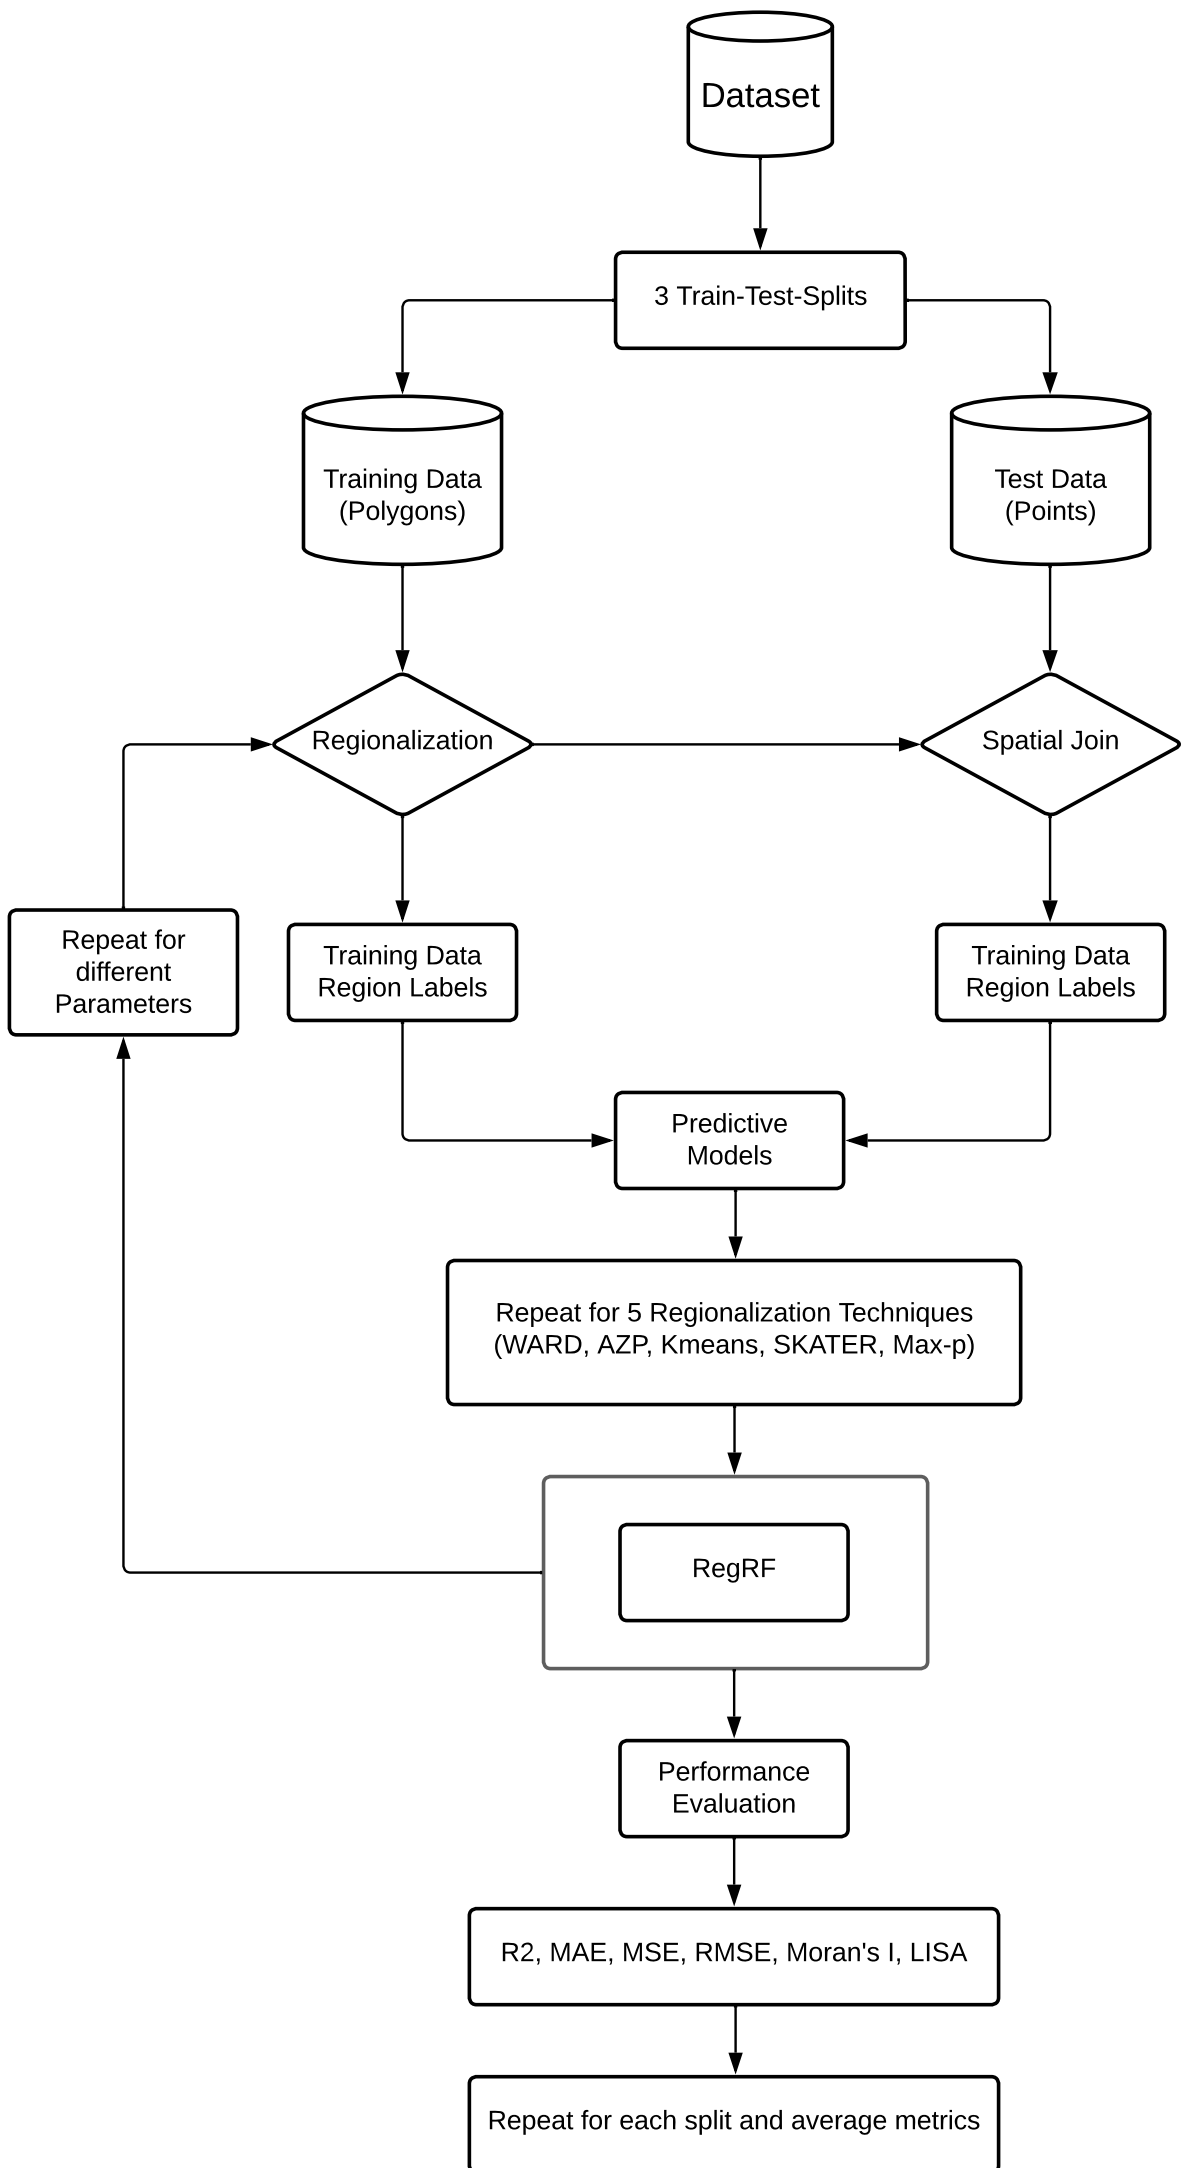 Dataset
3 Train-Test-Splits
Training Data
(Polygons)
Test Data
(Points)
Regionalization
Spatial Join
Repeat for
different
Parameters
Training Data
Region Labels
Training Data
Region Labels
Predictive
Models
Repeat for 5 Regionalization Techniques
(WARD, AZP, Kmeans, SKATER, Max-p)
RegRF
Performance
Evaluation
R2, MAE, MSE, RMSE, Moran's I, LISA
Repeat for each split and average metrics